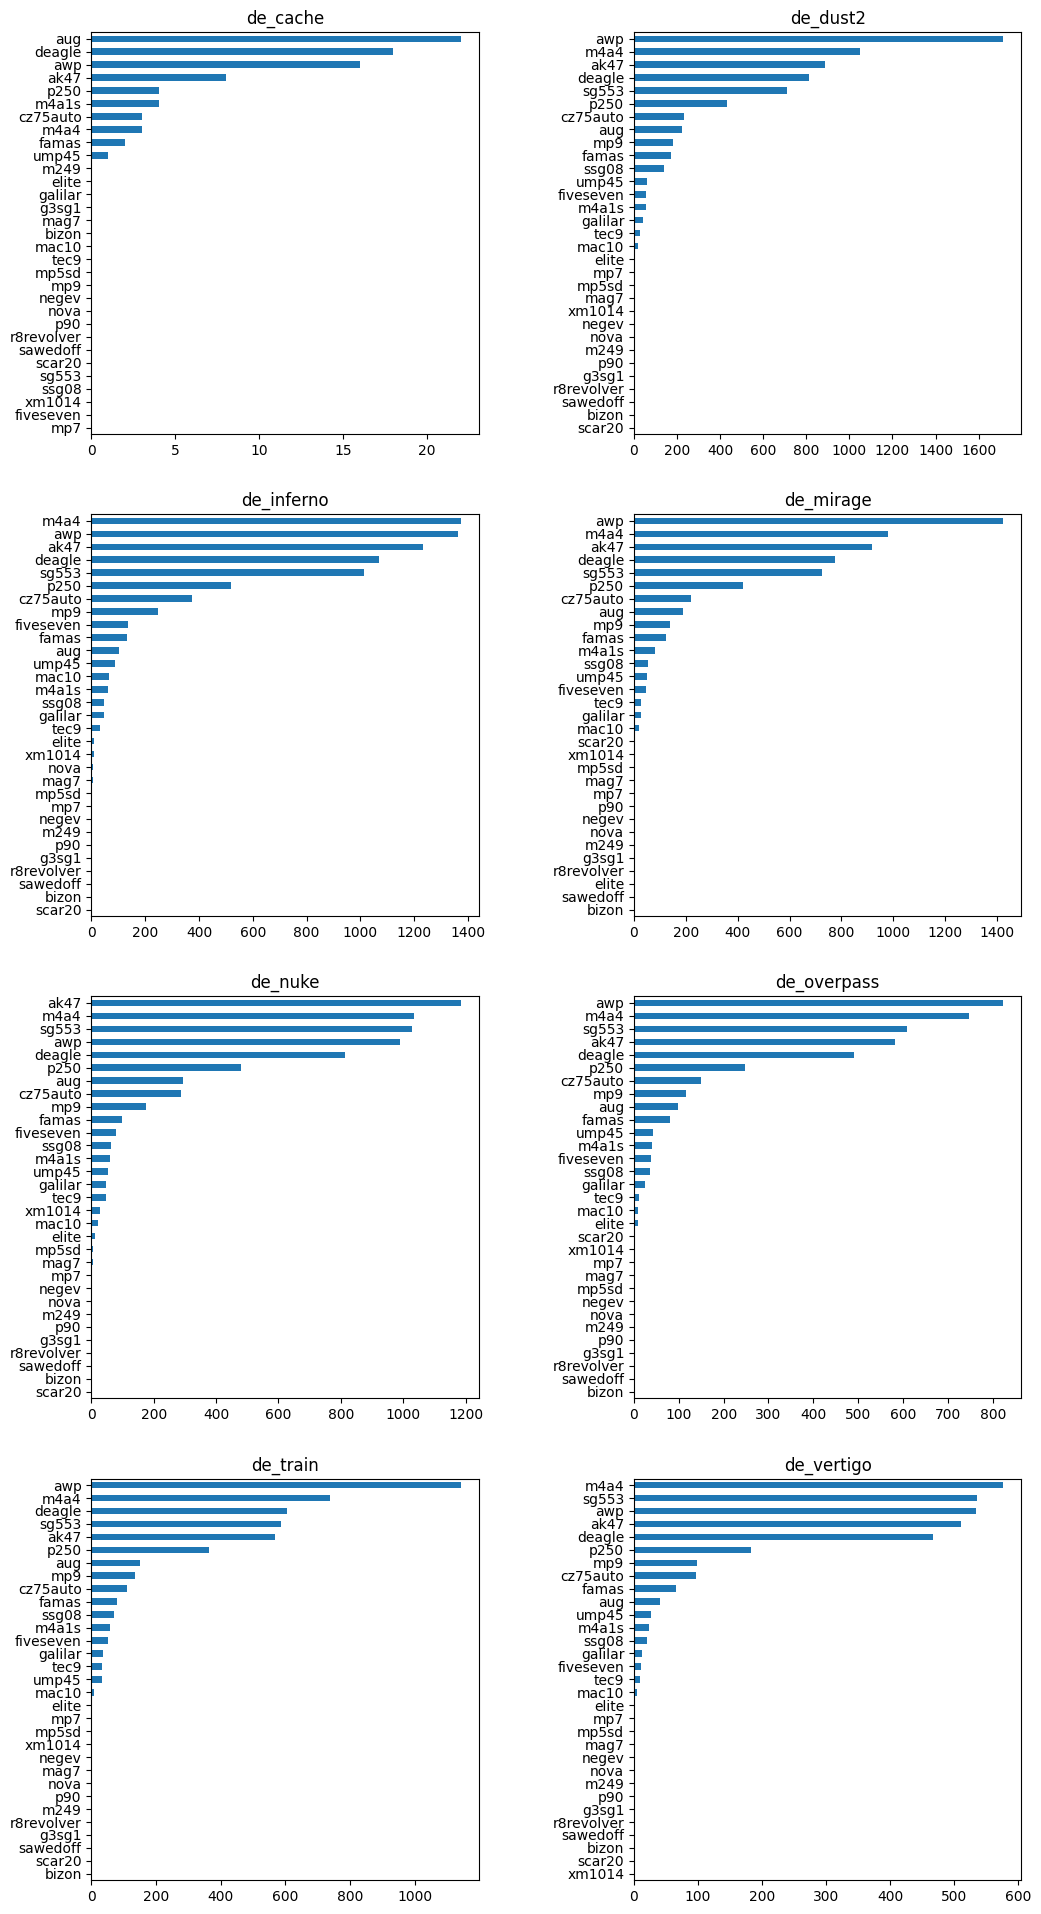 de_cache
aug
deagle
awp
ak47
p250
m4a1s
cz75auto
m4a4
famas
ump45
m249
elite
galilar
g3sg1
mag7
bizon
mac10
tec9
mp5sd
mp9
negev
nova
p90
r8revolver
sawedoff
scar20
sg553
ssg08
xm1014
fiveseven
mp7
0 5 10 15 20
de_dust2
awp
m4a4
ak47
deagle
sg553
p250
cz75auto
aug
mp9
famas
ssg08
ump45
fiveseven
m4a1s
galilar
tec9
mac10
elite
mp7
mp5sd
mag7
xm1014
negev
nova
m249
p90
g3sg1
r8revolver
sawedoff
bizon
scar20
0 200 400 600 800 1000 1200 1400 1600
de_inferno
m4a4
awp
ak47
deagle
sg553
p250
cz75auto
mp9
fiveseven
famas
aug
ump45
mac10
m4a1s
ssg08
galilar
tec9
elite
xm1014
nova
mag7
mp5sd
mp7
negev
m249
p90
g3sg1
r8revolver
sawedoff
bizon
scar20
0 200 400 600 800 1000 1200 1400
de_mirage
awp
m4a4
ak47
deagle
sg553
p250
cz75auto
aug
mp9
famas
m4a1s
ssg08
ump45
fiveseven
tec9
galilar
mac10
scar20
xm1014
mp5sd
mag7
mp7
p90
negev
nova
m249
g3sg1
r8revolver
elite
sawedoff
bizon
0 200 400 600 800 1000 1200 1400
de_nuke
ak47
m4a4
sg553
awp
deagle
p250
aug
cz75auto
mp9
famas
fiveseven
ssg08
m4a1s
ump45
galilar
tec9
xm1014
mac10
elite
mp5sd
mag7
mp7
negev
nova
m249
p90
g3sg1
r8revolver
sawedoff
bizon
scar20
0 200 400 600 800 1000 1200
de_overpass
awp
m4a4
sg553
ak47
deagle
p250
cz75auto
mp9
aug
famas
ump45
m4a1s
fiveseven
ssg08
galilar
tec9
mac10
elite
scar20
xm1014
mp7
mag7
mp5sd
negev
nova
m249
p90
g3sg1
r8revolver
sawedoff
bizon
0 100 200 300 400 500 600 700 800
de_train
awp
m4a4
deagle
sg553
ak47
p250
aug
mp9
cz75auto
famas
ssg08
m4a1s
fiveseven
galilar
tec9
ump45
mac10
elite
mp7
mp5sd
xm1014
negev
mag7
nova
p90
m249
r8revolver
g3sg1
sawedoff
scar20
bizon
0 200 400 600 800 1000
de_vertigo
m4a4
sg553
awp
ak47
deagle
p250
mp9
cz75auto
famas
aug
ump45
m4a1s
ssg08
galilar
fiveseven
tec9
mac10
elite
mp7
mp5sd
mag7
negev
nova
m249
p90
g3sg1
r8revolver
sawedoff
bizon
scar20
xm1014
0 100 200 300 400 500 600